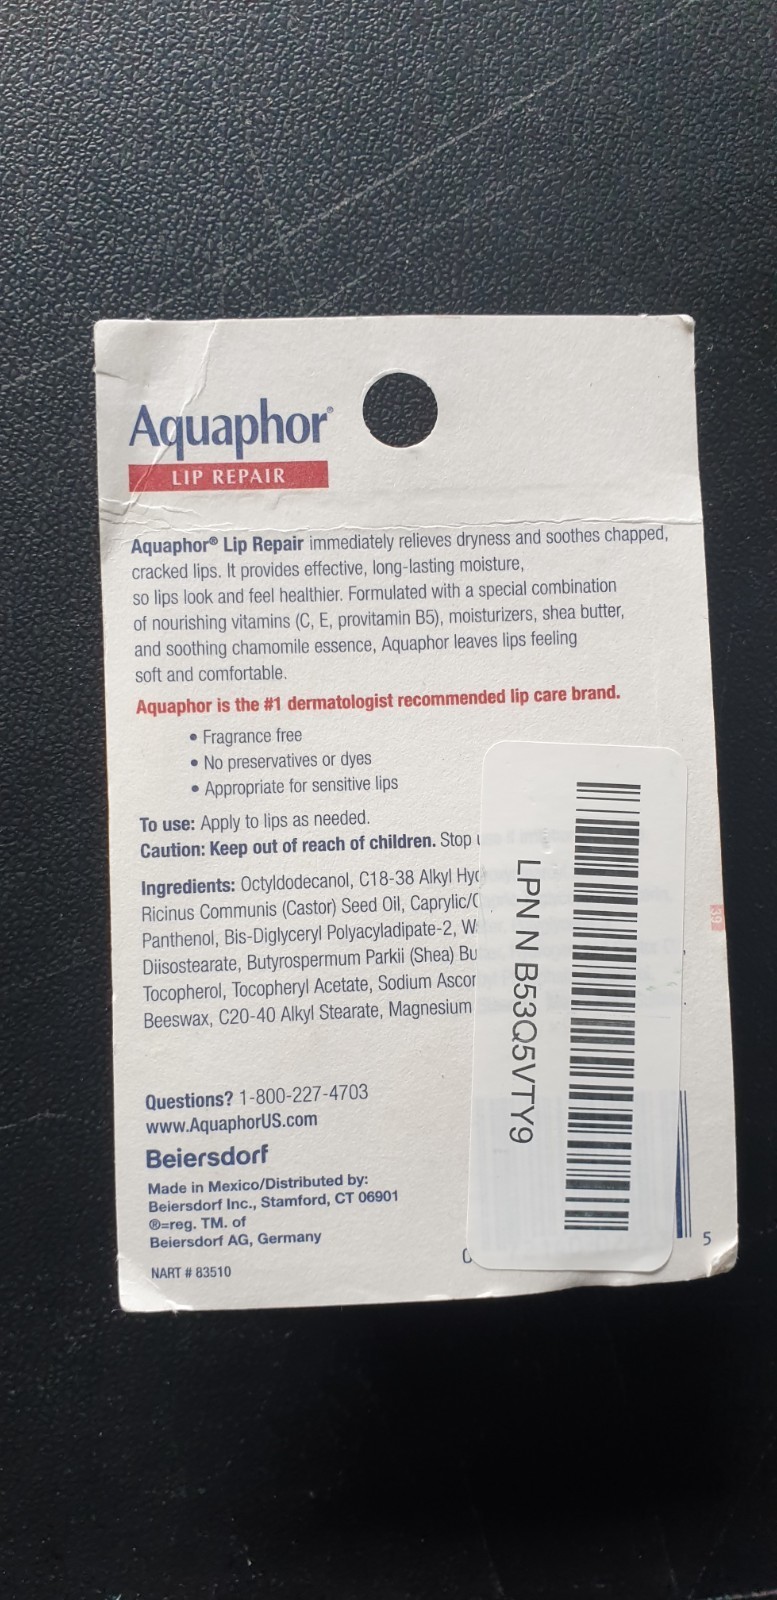 Aquaphor®
LIP REPAIR
Aquaphor® Lip Repair immediately relieves dryness and soothes chapped,
cracked lips. It provides effective, long-lasting moisture,
so lips look and feel healthier. Formulated with a special combination
of nourishing vitamins (C, E, provitamin B5), moisturizers, shea butter,
and soothing chamomile essence, Aquaphor leaves lips feeling
soft and comfortable.
Aquaphor is the #1 dermatologist recommended lip care brand.
• Fragrance free
• No preservatives or dyes
• Appropriate for sensitive lips
To use: Apply to lips as needed.
Caution: Keep out of reach of children. Stop
Ingredients: Octyldodecanol, C18-38 Alkyl
Ricinus Communis (Castor) Seed Oil, Caprylic/
Panthenol, Bis-Diglyceryl Polyacyladipate-2,
Diisostearate, Butyrospermum Parkii (Shea)
Tocopherol, Tocopheryl Acetate, Sodium
Beeswax, C20-40 Alkyl Stearate, Magnesium
LPN N B53Q5VTY9
Questions? 1-800-227-4703
www.AquaphorUS.com
Beiersdorf
Made in Mexico/Distributed by:
Beiersdorf Inc., Stamford, CT 06901
®=reg. TM. of
Beiersdorf AG, Germany
NART # 83510
5